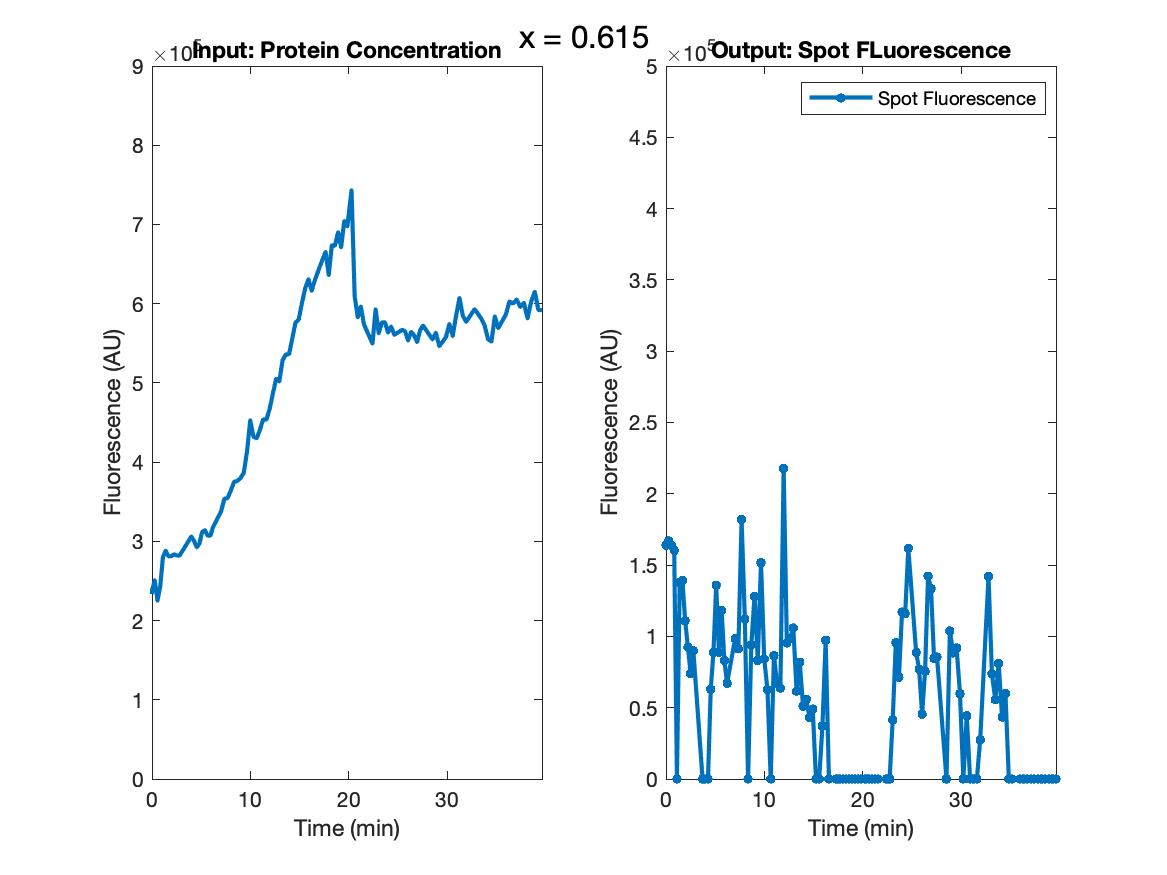 x = 0.615
×10⁵
Input: Protein Concentration
9
8
7
6
5
4
3
2
1
0
Fluorescence (AU)
0 10 20 30
Time (min)
×10⁵
Output: Spot FLuorescence
Spot Fluorescence
5
4.5
4
3.5
3
2.5
2
1.5
1
0.5
0
Fluorescence (AU)
0 10 20 30
Time (min)